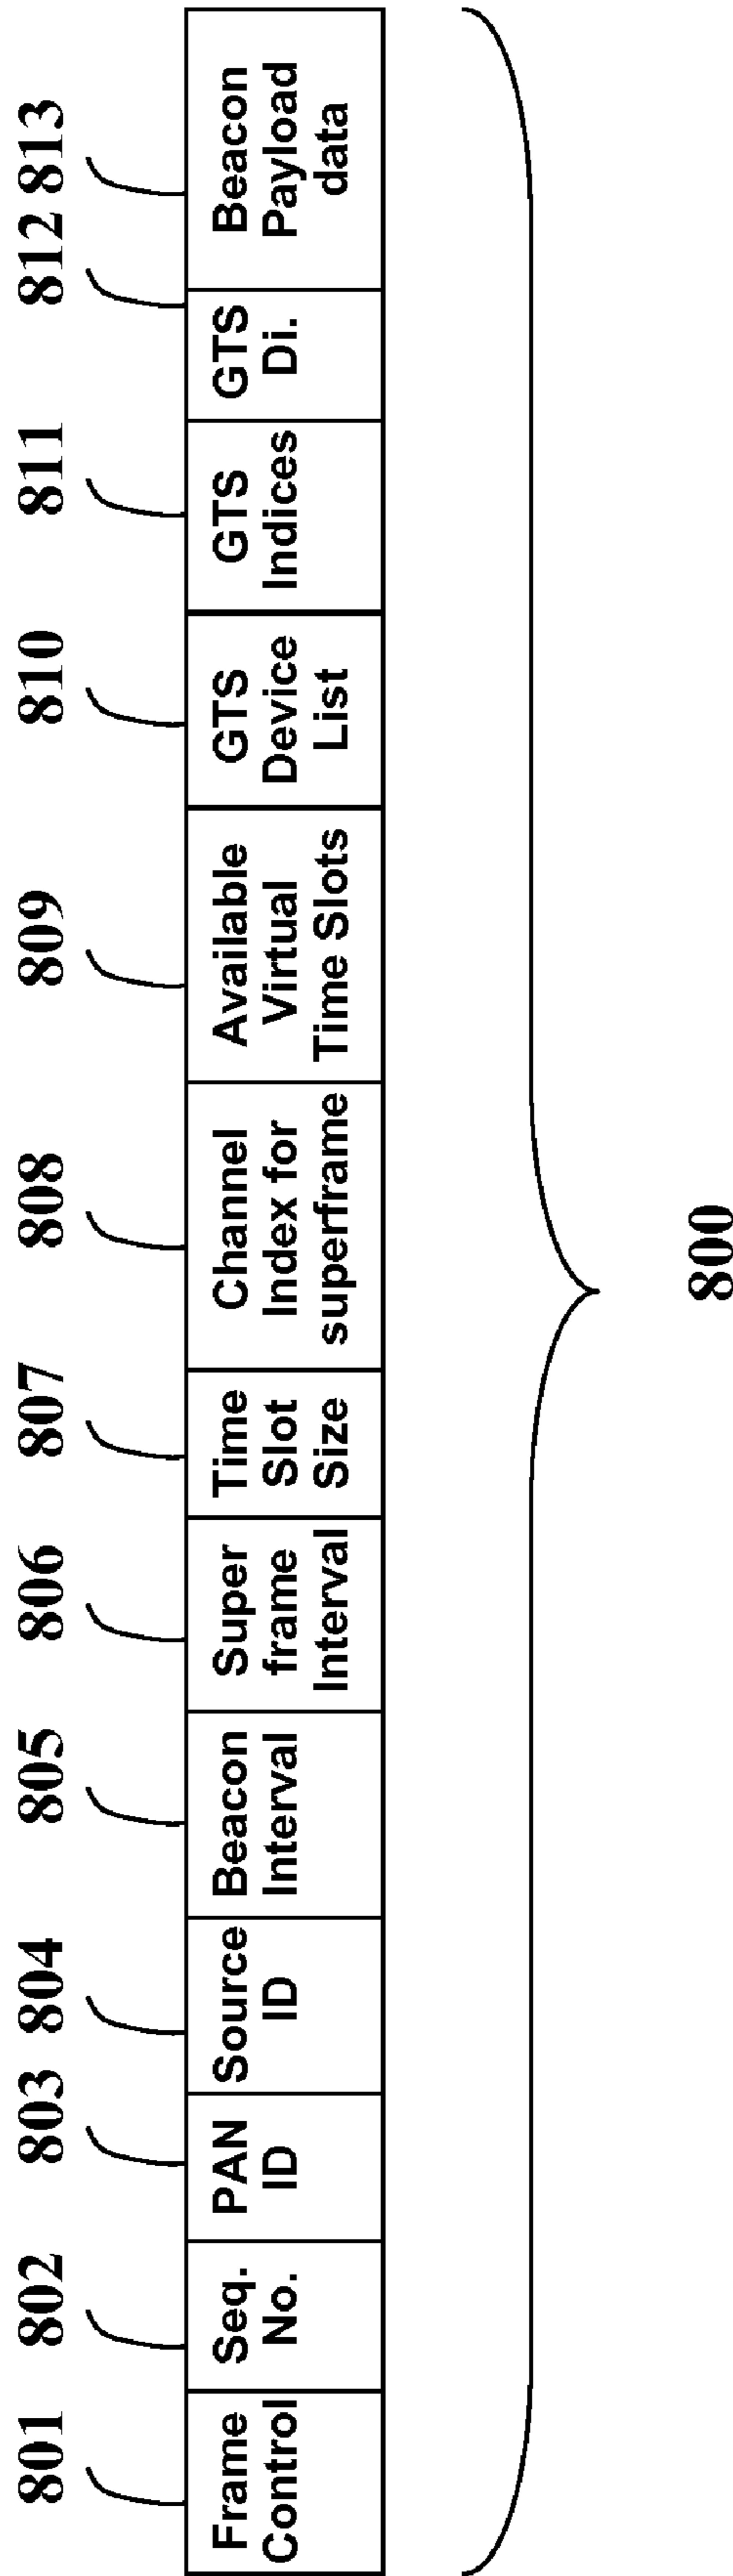 801 802 803 804 805 806 807 808 809 810 811 812 813
Frame
Control
Seq.
No.
PAN
ID
Source
ID
Beacon
Interval
Super
frame
Interval
Time
Slot
Size
Channel
Index for
superframe
Available
Virtual
Time Slots
GTS
Device
List
GTS
Indices
GTS
Di.
Beacon
Payload
data
800